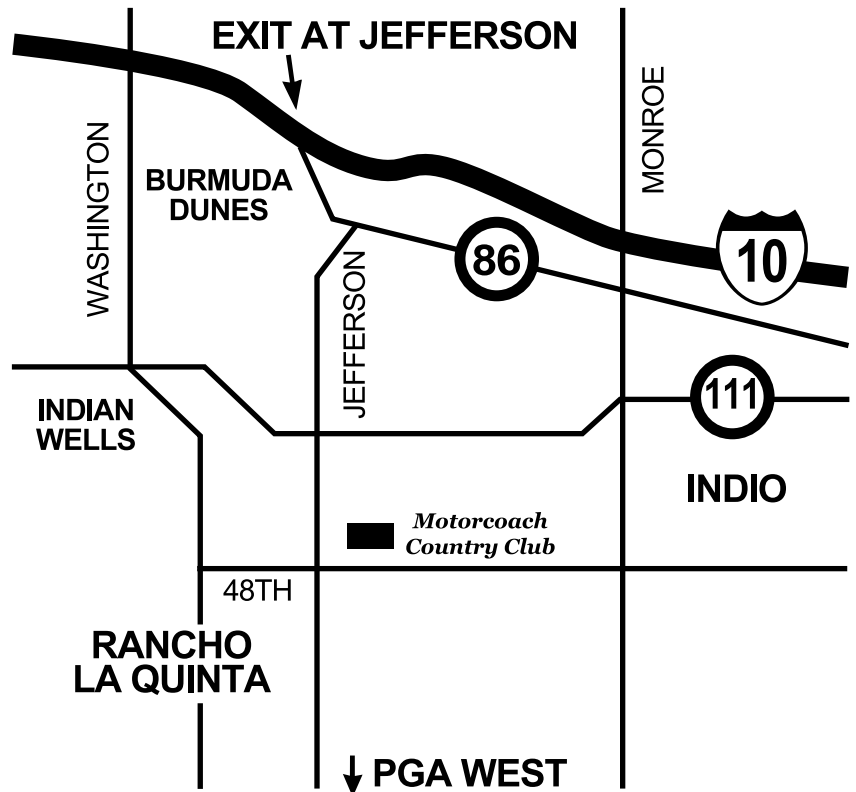 EXIT AT JEFFERSON
WASHINGTON
BURMUDA
DUNES
MONROE
86
10
JEFFERSON
INDIAN
WELLS
111
INDIO
Motorcoach
Country Club
48TH
RANCHO
LA QUINTA
PGA WEST